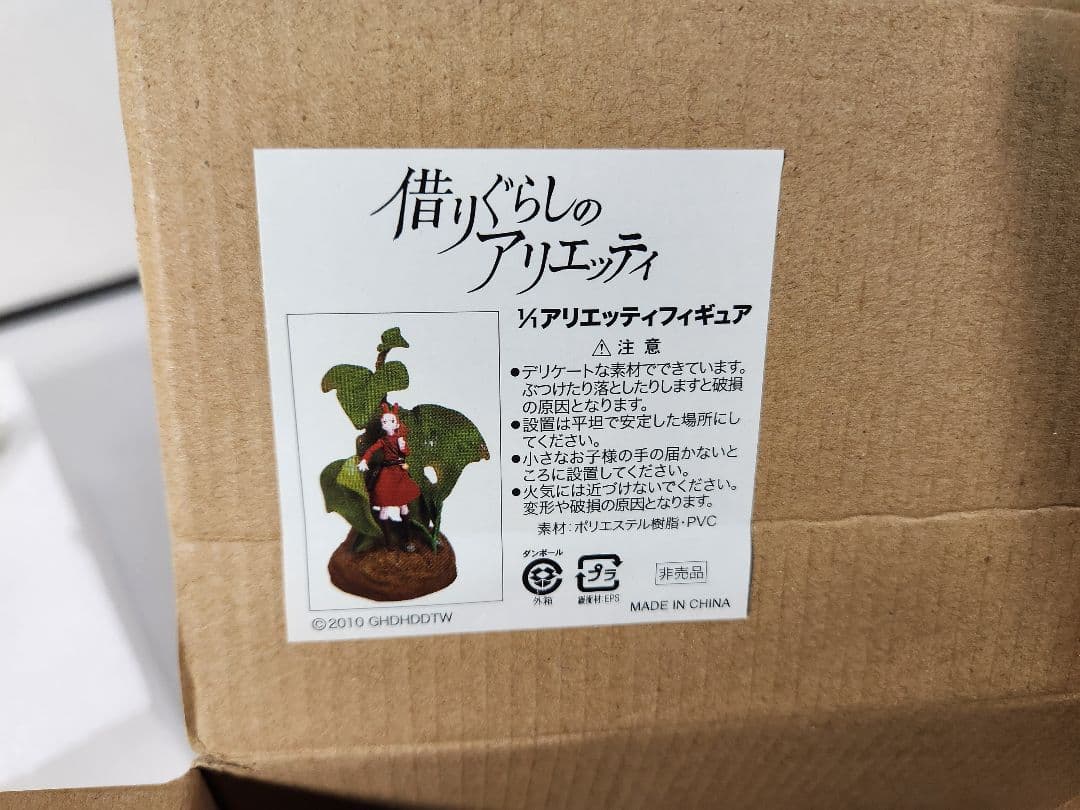 借りぐらしの
アリエッティ
1/1アリエッティフィギュア
⚠注意
●デリケートな素材でできています。
ぶつけたり落としたりしますと破損
の原因となります。
●設置は平坦で安定した場所にし
てください。
●小さなお子様の手の届かないと
ころに設置してください。
●火気には近づけないでください。
変形や破損の原因となります。
素材:ポリエステル樹脂・PVC
ダンボール
外箱
プラ
緩衝材:EPS
非売品
MADE IN CHINA
©2010 GHDHDDTW